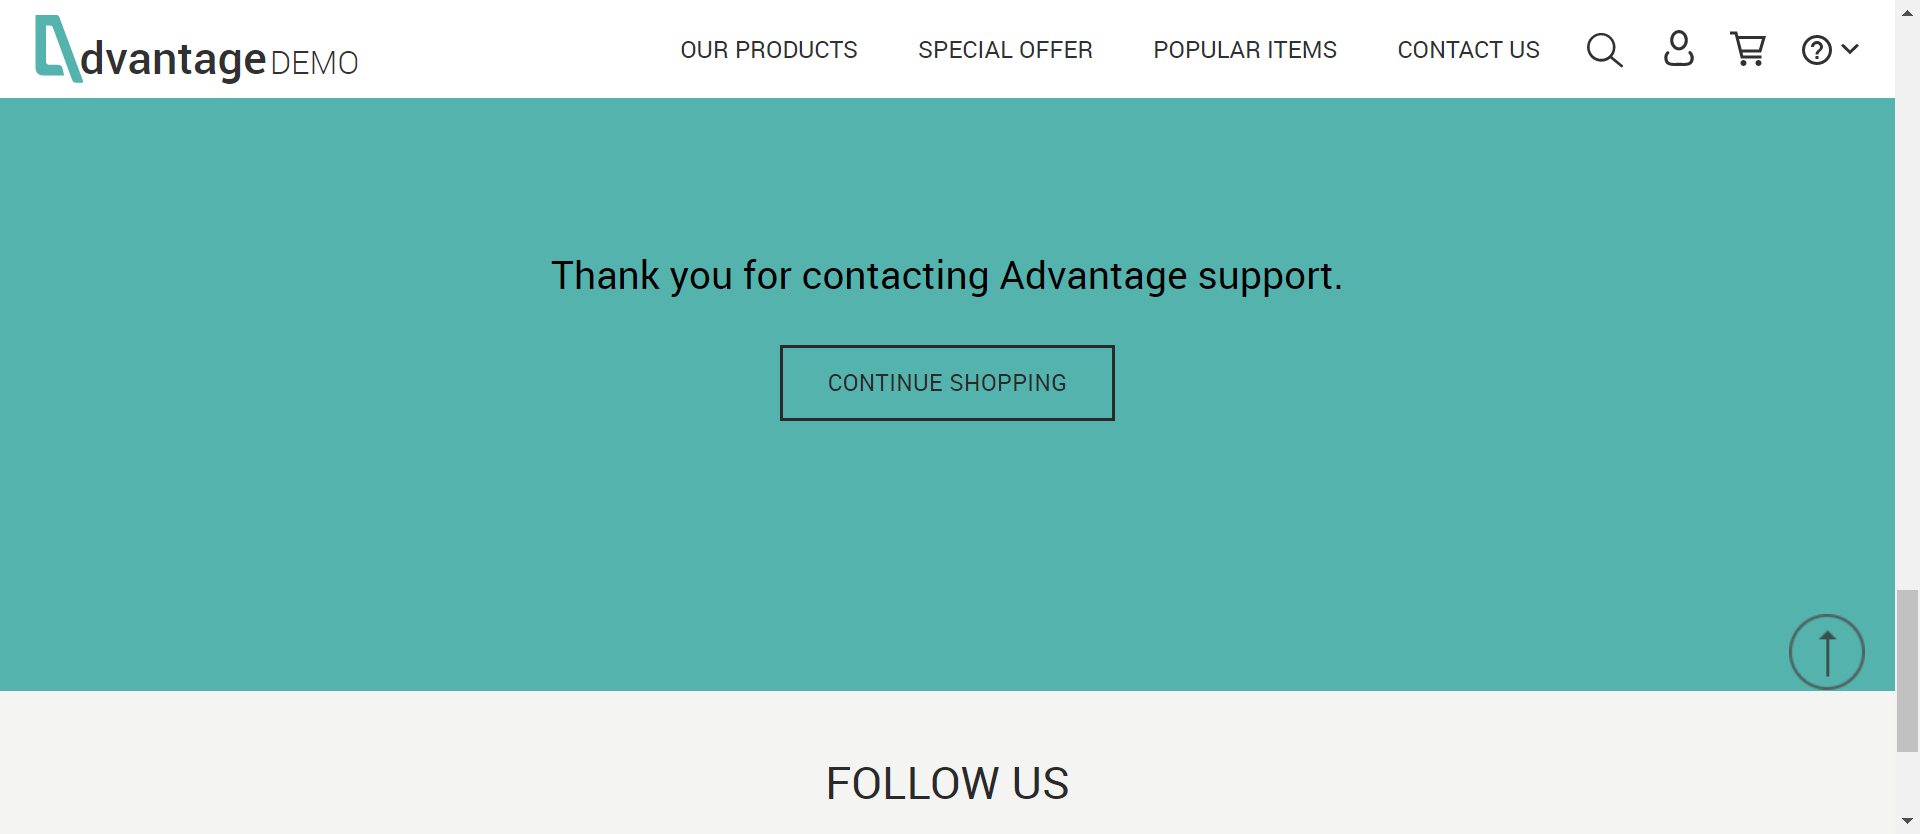 dvantage DEMO
OUR PRODUCTS
SPECIAL OFFER
POPULAR ITEMS
CONTACT US
Thank you for contacting Advantage support.
CONTINUE SHOPPING
FOLLOW US